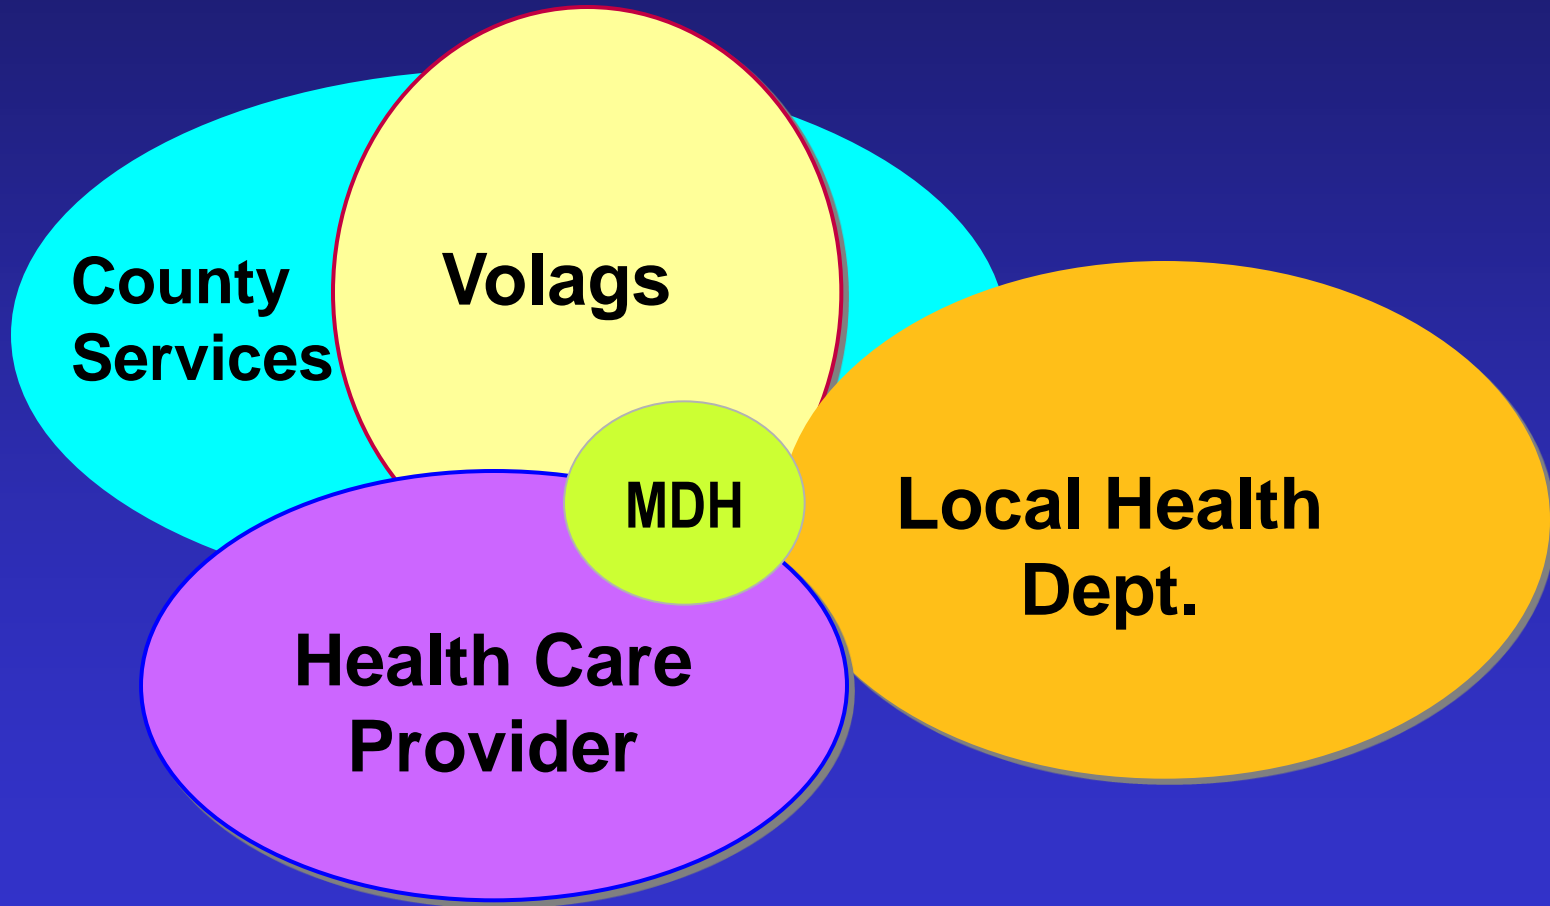 County
Services
Volags
MDH
Local Health
Dept.
Health Care
Provider